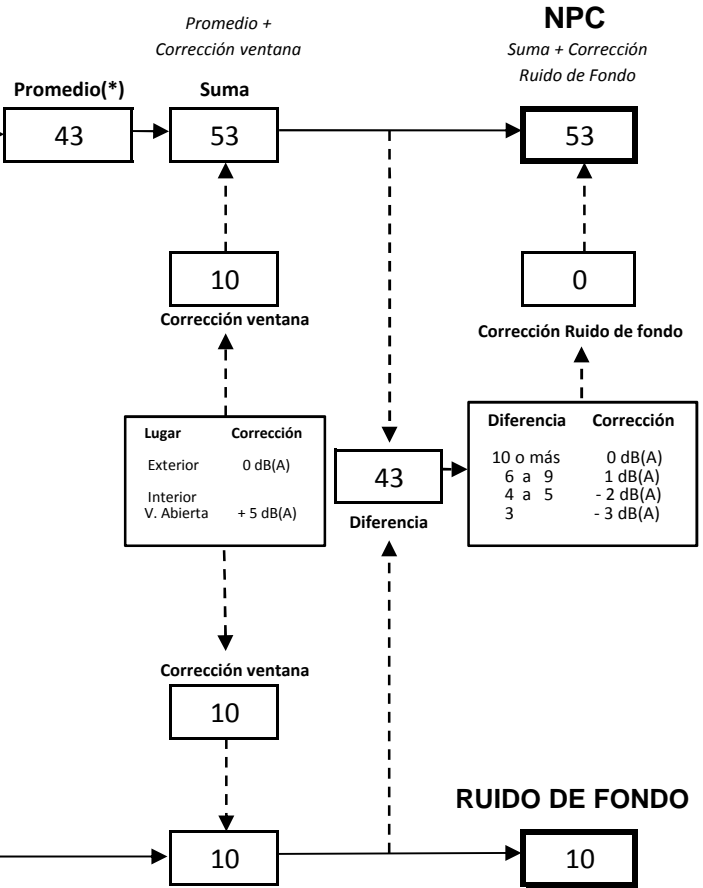 NPC
Promedio +
Corrección ventana
Suma + Corrección
Ruido de Fondo
Promedio(*)
Suma
43
53
53
10
0
Corrección ventana
Corrección Ruido de fondo
Lugar Corrección
Exterior 0 dB(A)
Interior
V. Abierta + 5 dB(A)
43
Diferencia
Diferencia Corrección
10 o más 0 dB(A)
6 a 9 1 dB(A)
4 a 5 - 2 dB(A)
3 - 3 dB(A)
Corrección ventana
10
RUIDO DE FONDO
10
10